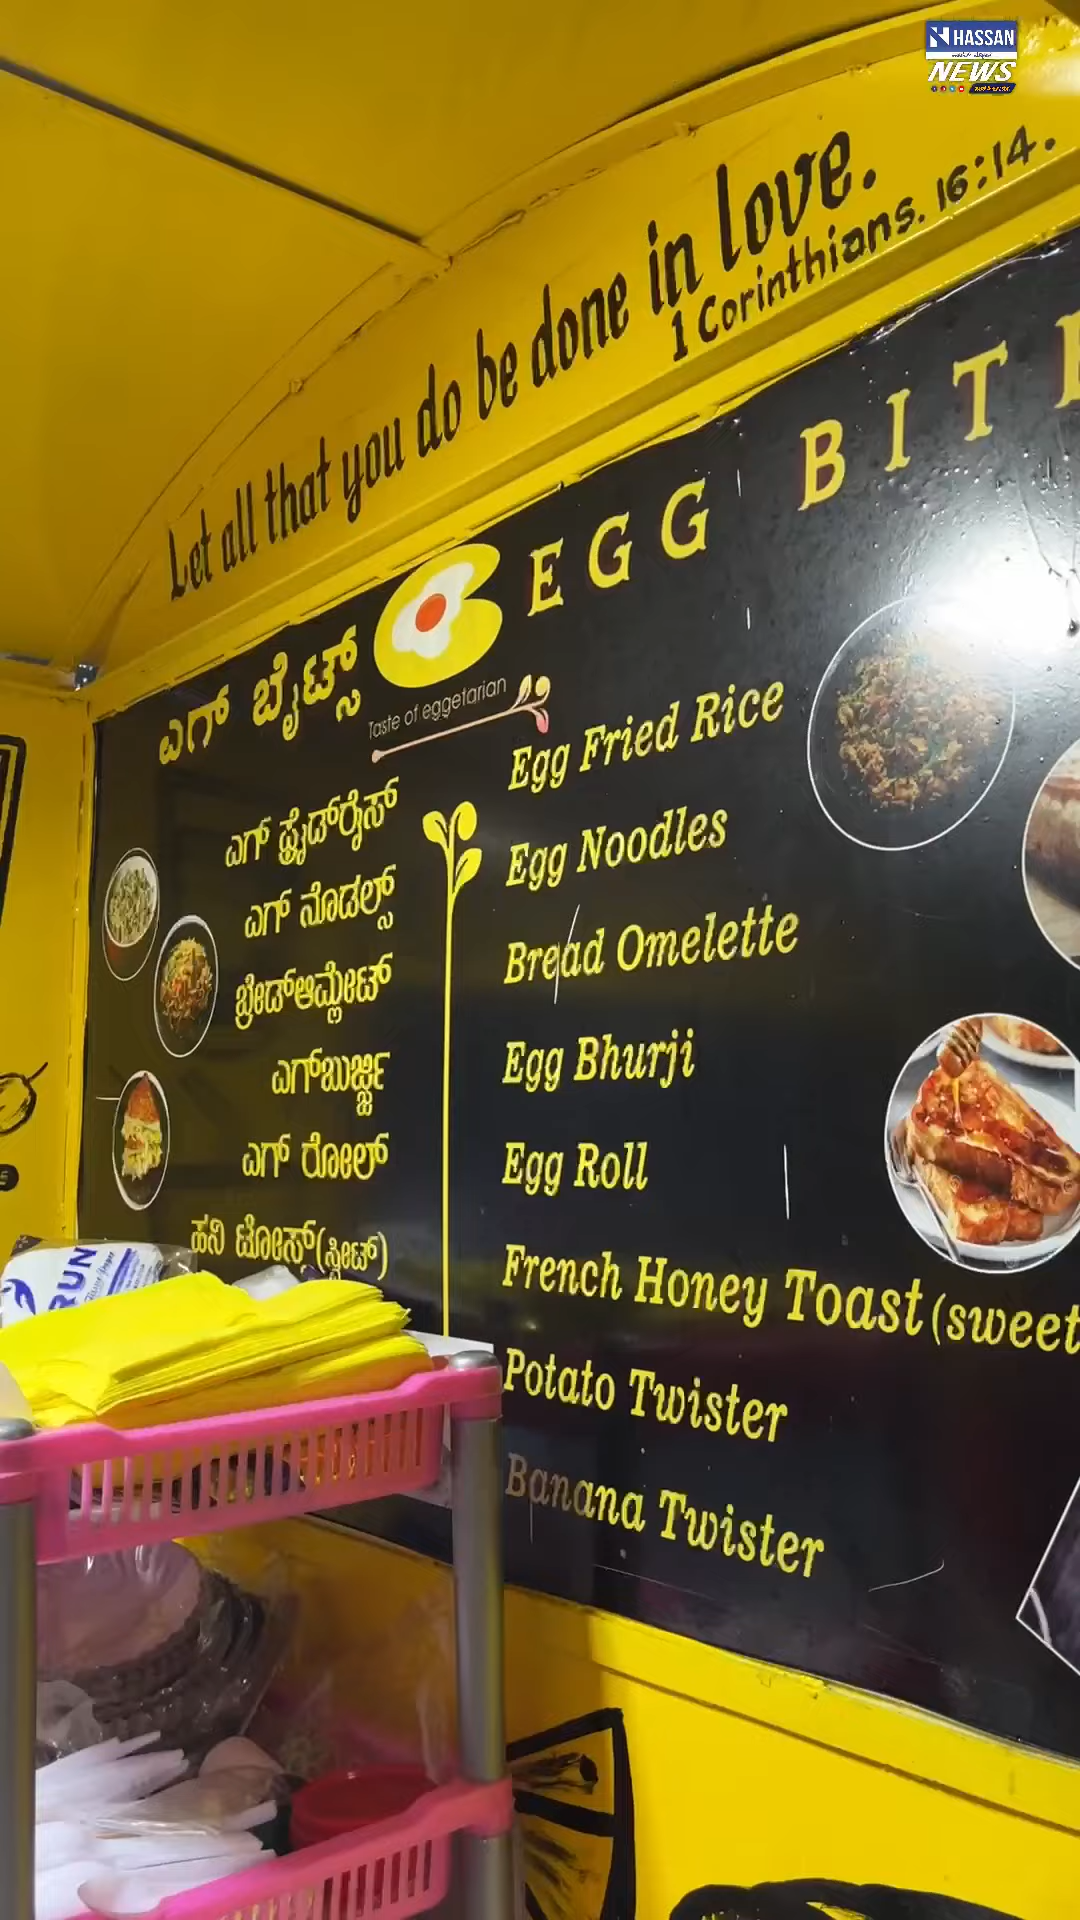 HASSAN
NEWS
Let all that you do be done in love.
1 Corinthians. 16:14.
EGG BITE
ಎಗ್ ಬೈಟ್ಸ್
Taste of eggetarian
ಎಗ್ ಫ್ರೈಡ್‌ರೈಸ್
ಎಗ್ ನೊಡಲ್ಸ್
ಬ್ರೇಡ್‌ಆಮ್ಲೇಟ್
ಎಗ್‌ಬುರ್ಜ್ಜಿ
ಎಗ್ ರೋಲ್
ಹನಿ ಟೋಸ್ಟ್(ಸ್ವೀಟ್)
Egg Fried Rice
Egg Noodles
Bread Omelette
Egg Bhurji
Egg Roll
French Honey Toast (sweet
Potato Twister
Banana Twister
RUN